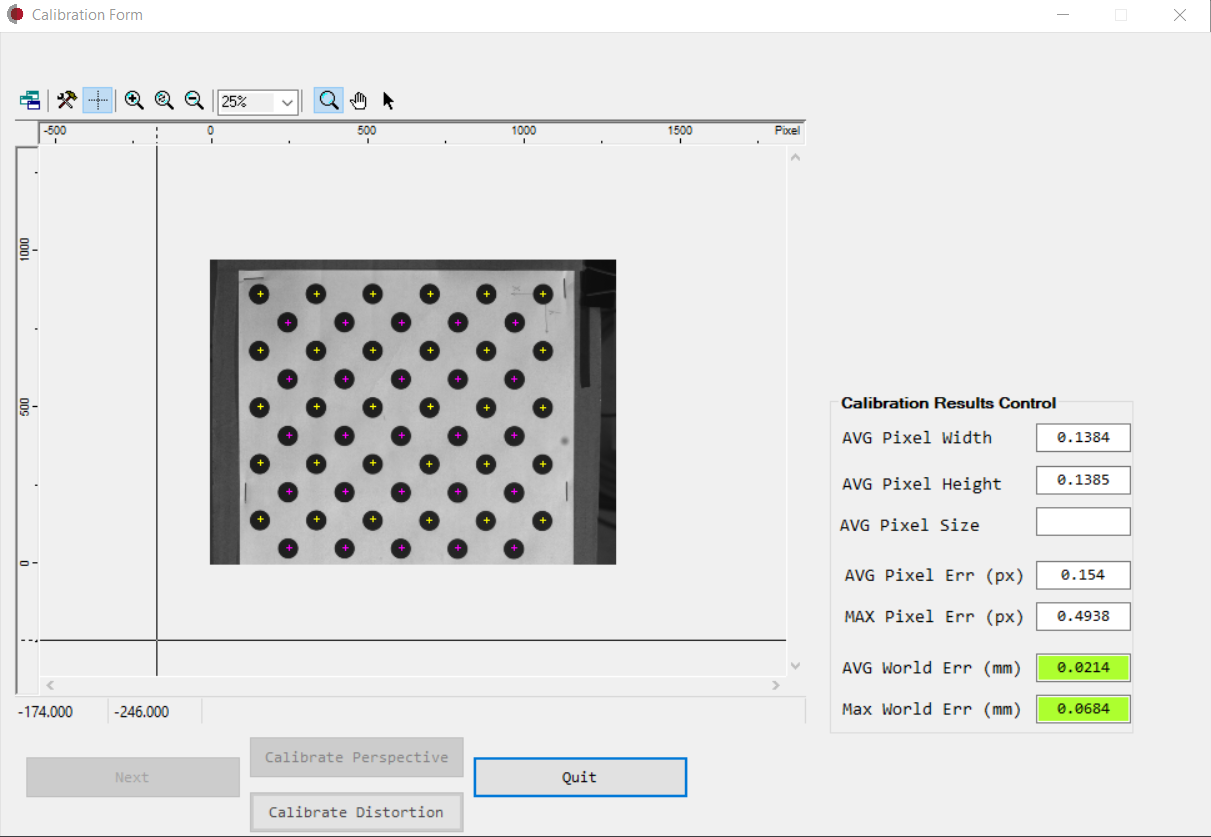 Calibration Form
25%
-500 0 500 1000 1500 Pixel
1000
500
0
Calibration Results Control
AVG Pixel Width 0.1384
AVG Pixel Height 0.1385
AVG Pixel Size
AVG Pixel Err (px) 0.154
MAX Pixel Err (px) 0.4938
AVG World Err (mm) 0.0214
Max World Err (mm) 0.0684
-174.000 -246.000
Calibrate Perspective
Next
Quit
Calibrate Distortion